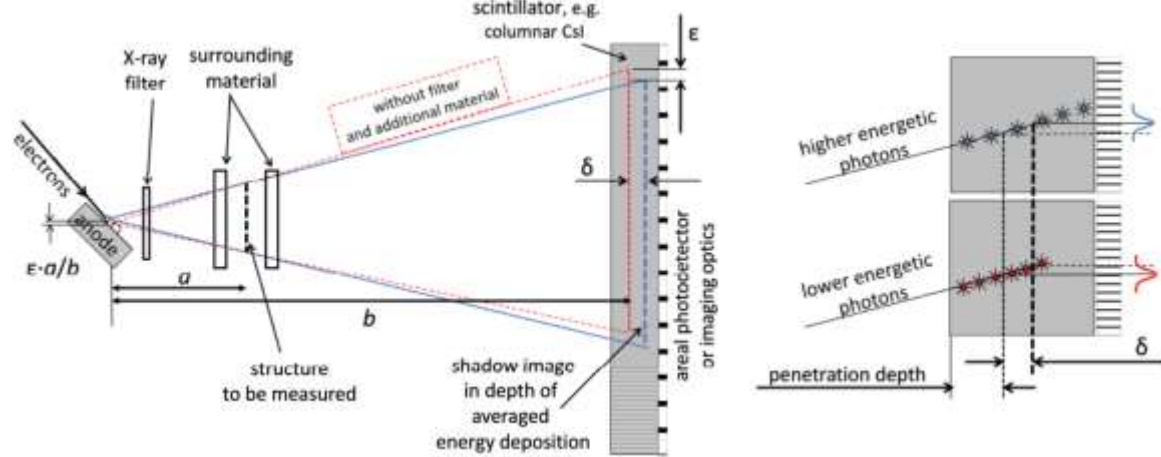 scintillator, e.g.
columnar CsI
ε
X-ray
filter
surrounding
material
without filter
and additional material
electrons
anode
δ
ε·a/b
a
b
structure
to be measured
shadow image
in depth of
averaged
energy deposition
areal photodetector
or imaging optics
higher energetic
photons
lower energetic
photons
penetration depth
δ